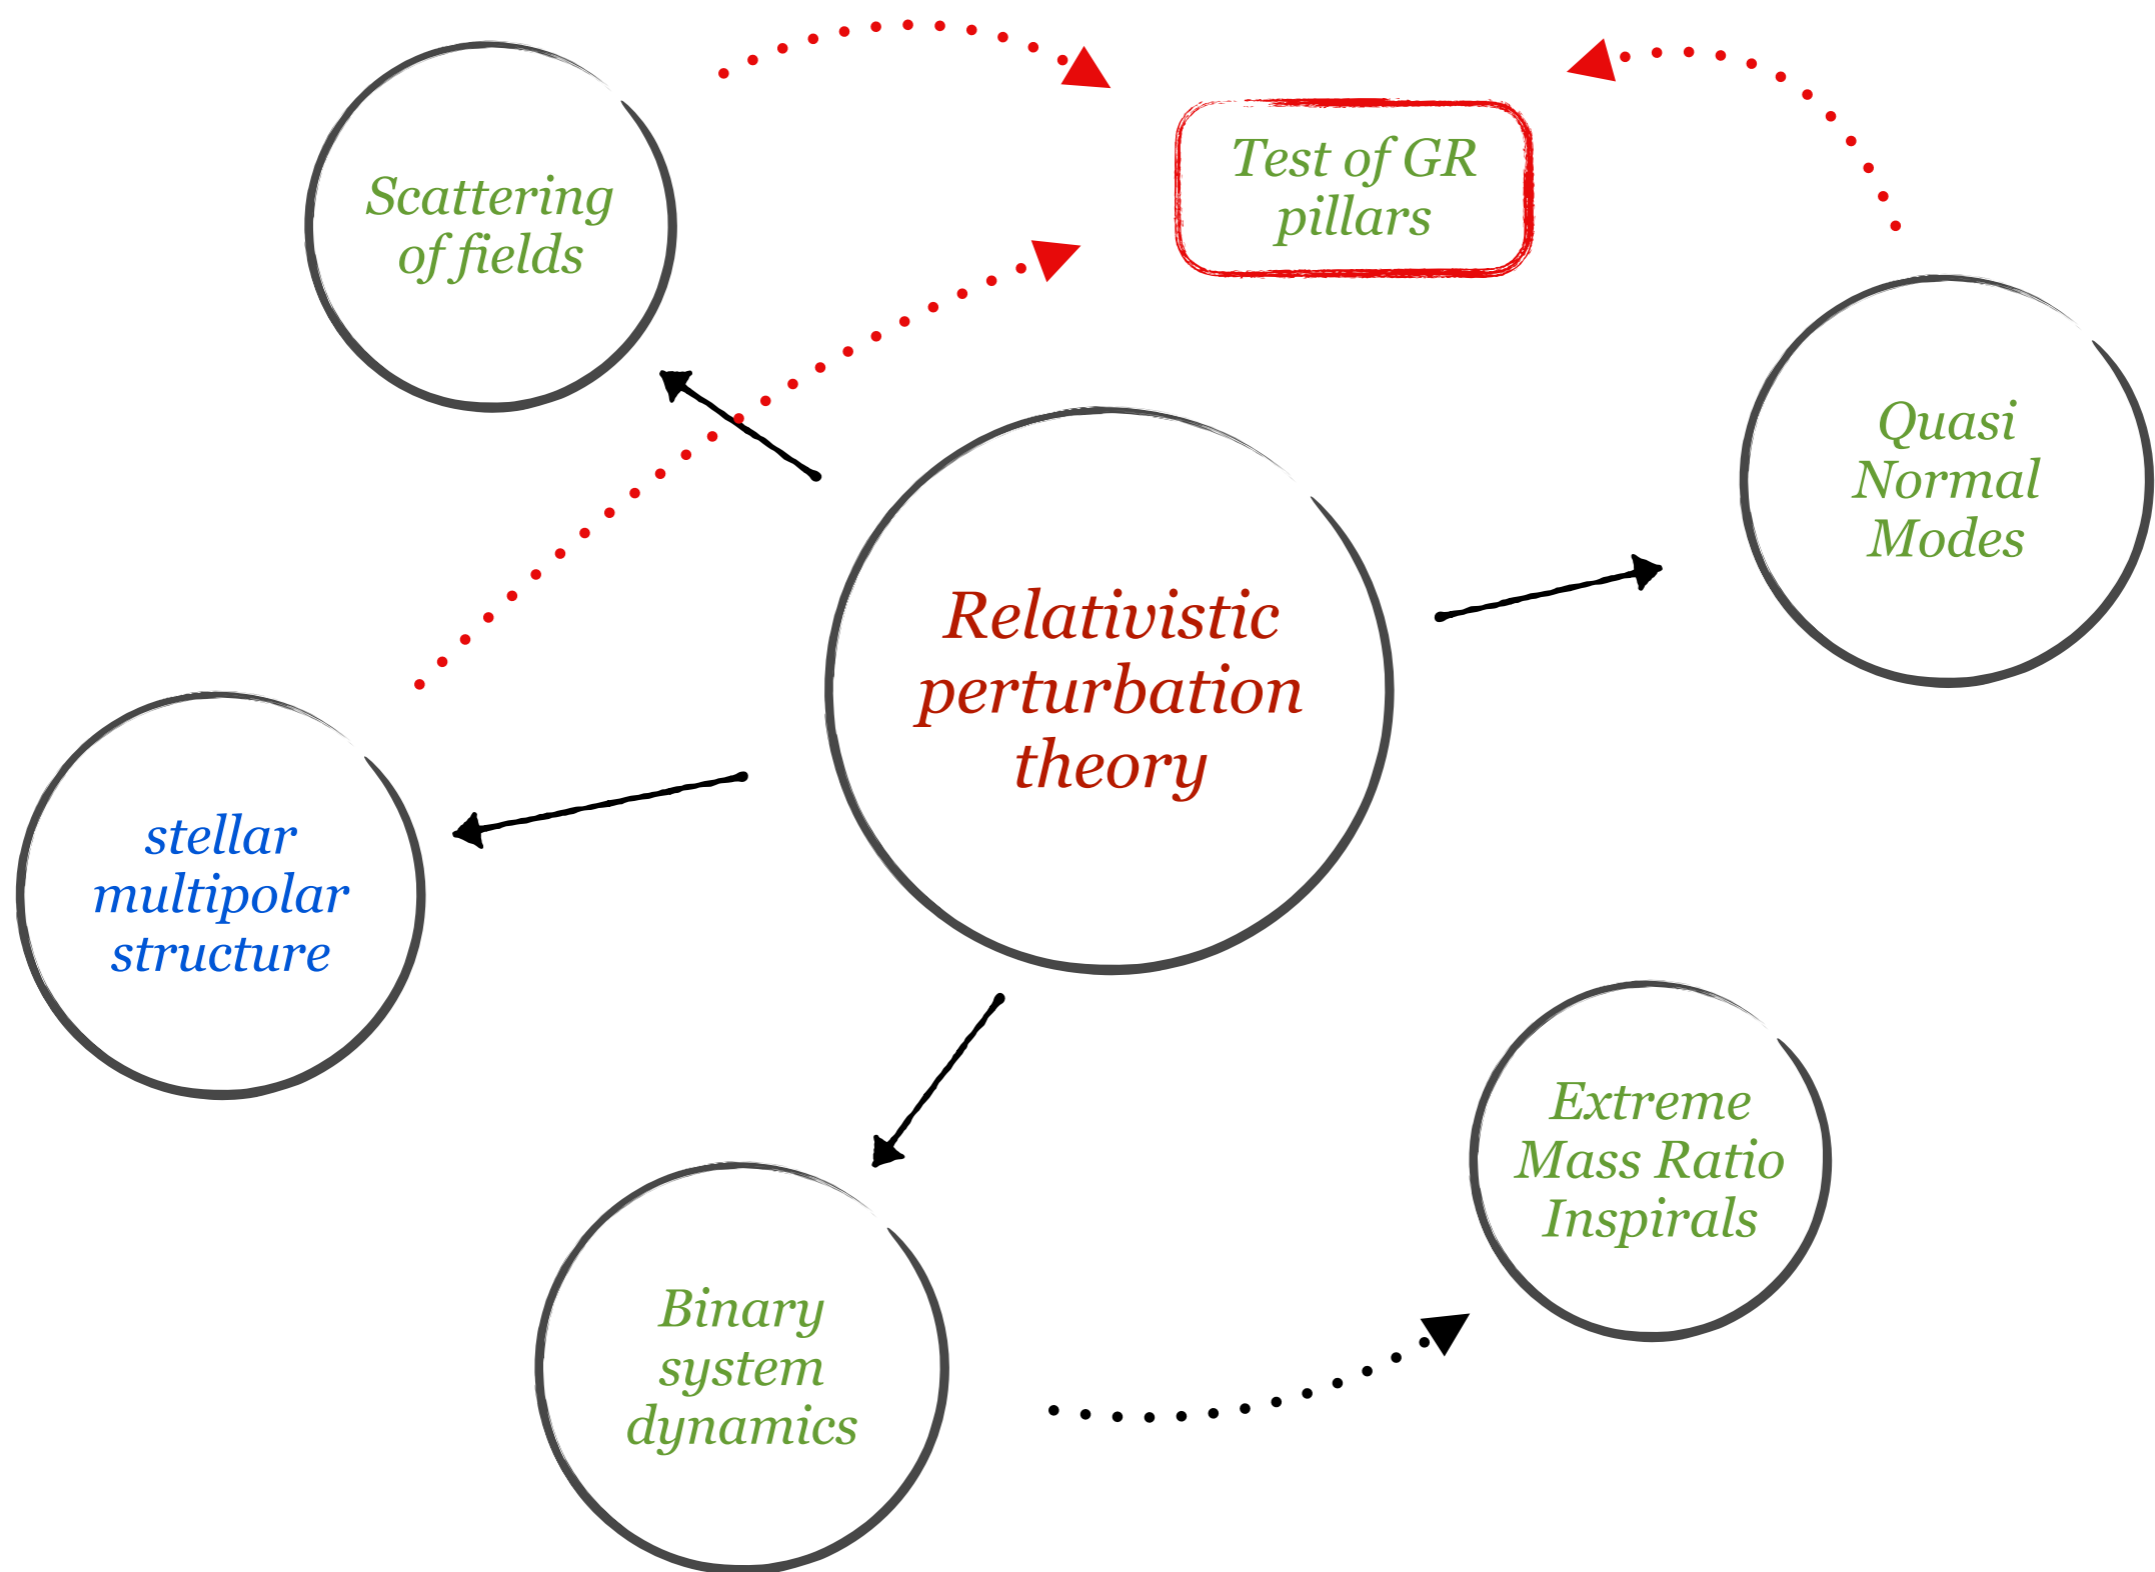 Scattering
of fields
Test of GR
pillars
Quasi
Normal
Modes
Relativistic
perturbation
theory
stellar
multipolar
structure
Extreme
Mass Ratio
Inspirals
Binary
system
dynamics